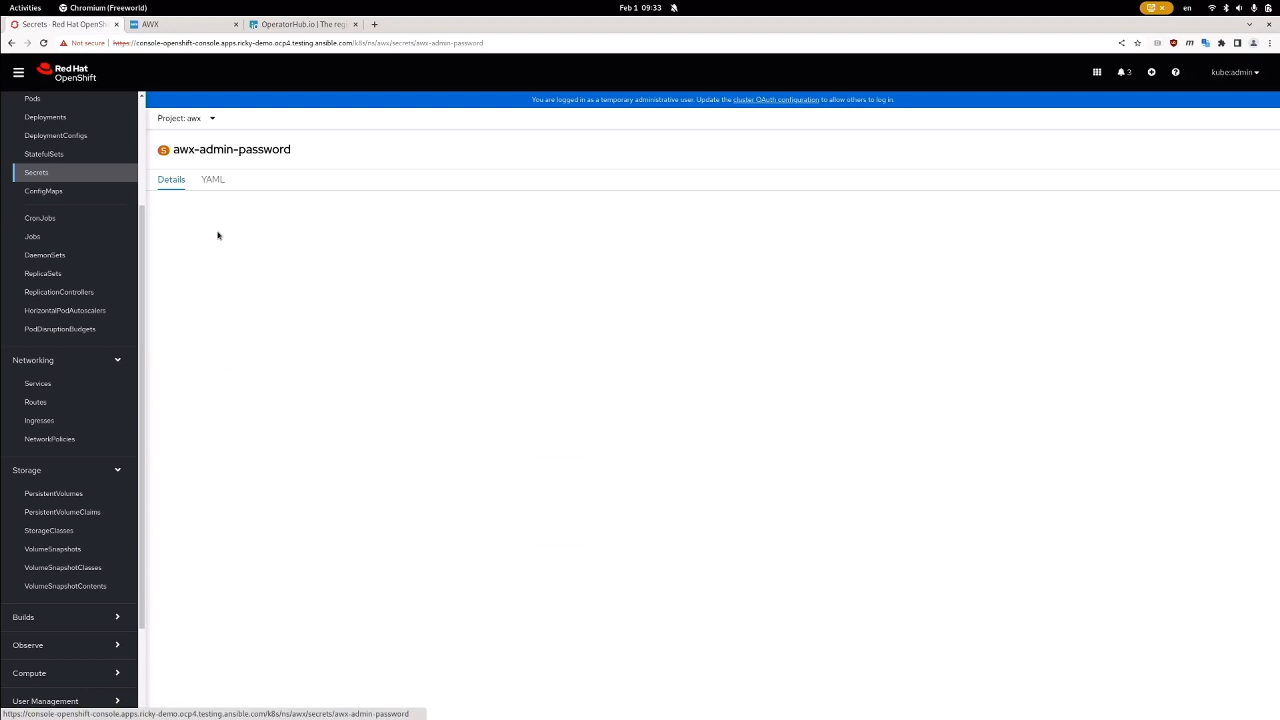 Activities Chromium (Freeworld) Feb 1 09:33 en
Secrets · Red Hat OpenShi × AWX × OperatorHub.io | The reg × +
Not secure https://console-openshift-console.apps.ricky-demo.ocp4.testing.ansible.com/k8s/ns/awx/secrets/awx-admin-password
Red Hat
OpenShift
3 kube:admin
You are logged in as a temporary administrative user. Update the cluster OAuth configuration to allow others to log in.
Project: awx
S awx-admin-password
Details YAML
Pods
Deployments
DeploymentConfigs
StatefulSets
Secrets
ConfigMaps
CronJobs
Jobs
DaemonSets
ReplicaSets
ReplicationControllers
HorizontalPodAutoscalers
PodDisruptionBudgets
Networking
Services
Routes
Ingresses
NetworkPolicies
Storage
PersistentVolumes
PersistentVolumeClaims
StorageClasses
VolumeSnapshots
VolumeSnapshotClasses
VolumeSnapshotContents
Builds
Observe
Compute
User Management
https://console-openshift-console.apps.ricky-demo.ocp4.testing.ansible.com/k8s/ns/awx/secrets/awx-admin-password